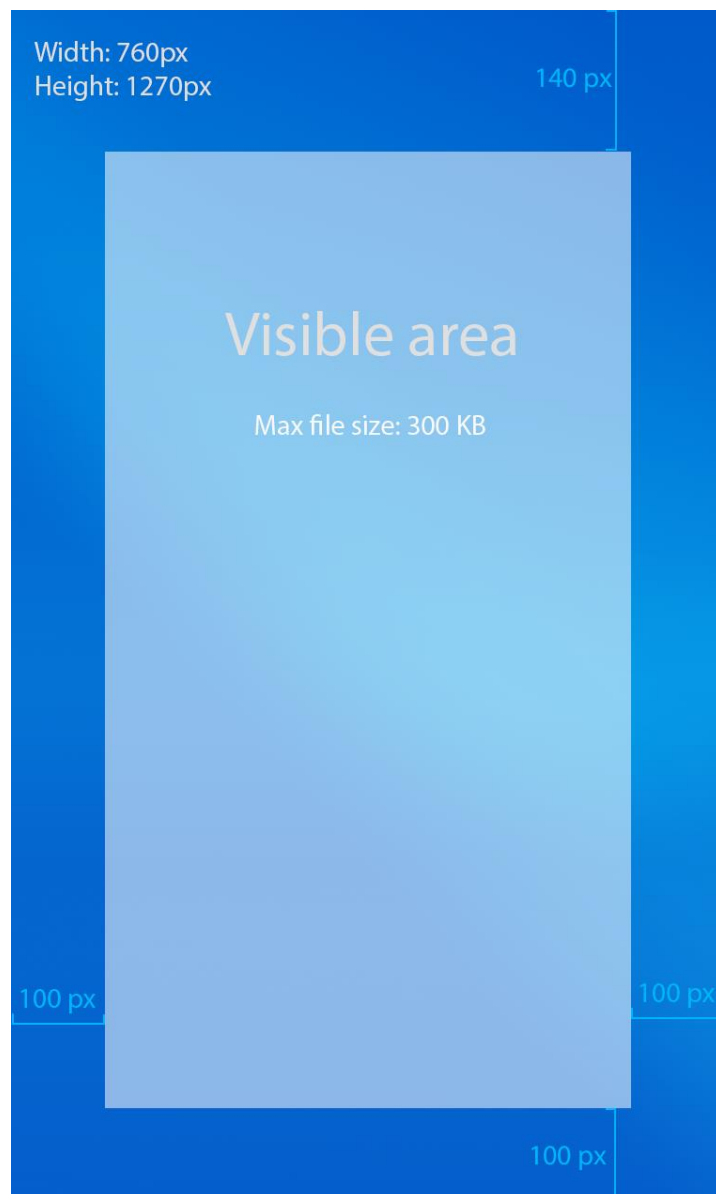 Width: 760px
Height: 1270px
140 px
Visible area
Max file size: 300 KB
100 px
100 px
100 px